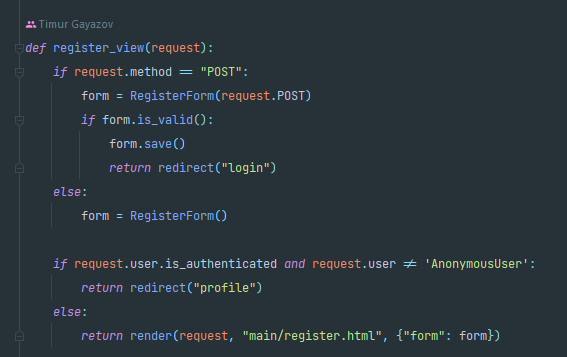 Timur Gayazov
def register_view(request):
    if request.method == "POST":
        form = RegisterForm(request.POST)
        if form.is_valid():
            form.save()
            return redirect("login")
    else:
        form = RegisterForm()
    if request.user.is_authenticated and request.user != 'AnonymousUser':
        return redirect("profile")
    else:
        return render(request, "main/register.html", {"form": form})